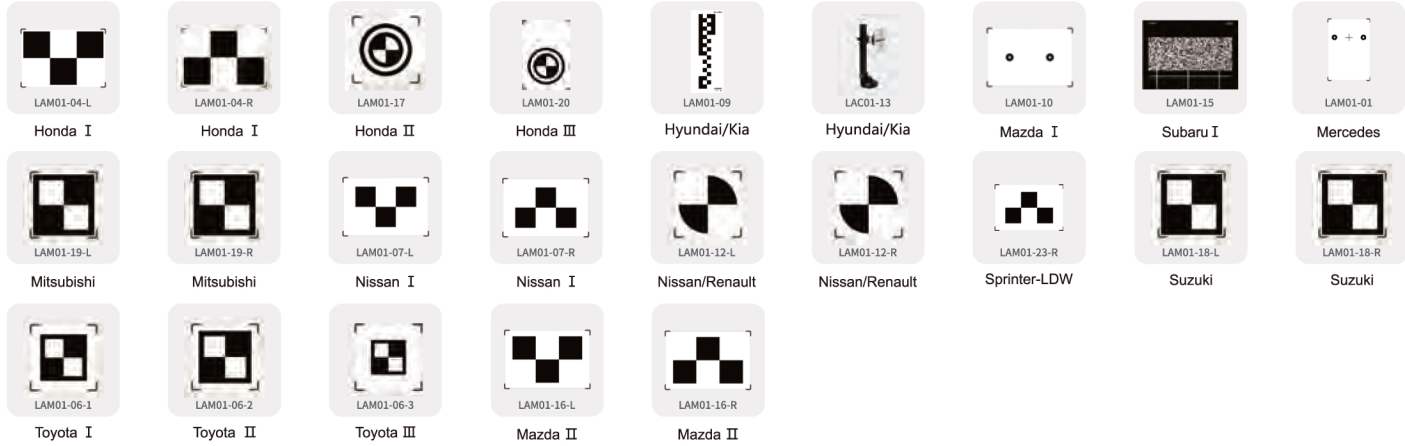 LAM01-04-L
LAM01-04-R
LAM01-17
LAM01-20
LAM01-09
LAC01-13
LAM01-10
LAM01-15
LAM01-01
Honda Ⅰ
Honda Ⅰ
Honda Ⅱ
Honda Ⅲ
Hyundai/Kia
Hyundai/Kia
Mazda Ⅰ
Subaru Ⅰ
Mercedes
LAM01-19-L
LAM01-19-R
LAM01-07-L
LAM01-07-R
LAM01-12-L
LAM01-12-R
LAM01-23-R
LAM01-18-L
LAM01-18-R
Mitsubishi
Mitsubishi
Nissan Ⅰ
Nissan Ⅰ
Nissan/Renault
Nissan/Renault
Sprinter-LDW
Suzuki
Suzuki
LAM01-06-1
LAM01-06-2
LAM01-06-3
LAM01-16-L
LAM01-16-R
Toyota Ⅰ
Toyota Ⅱ
Toyota Ⅲ
Mazda Ⅱ
Mazda Ⅱ